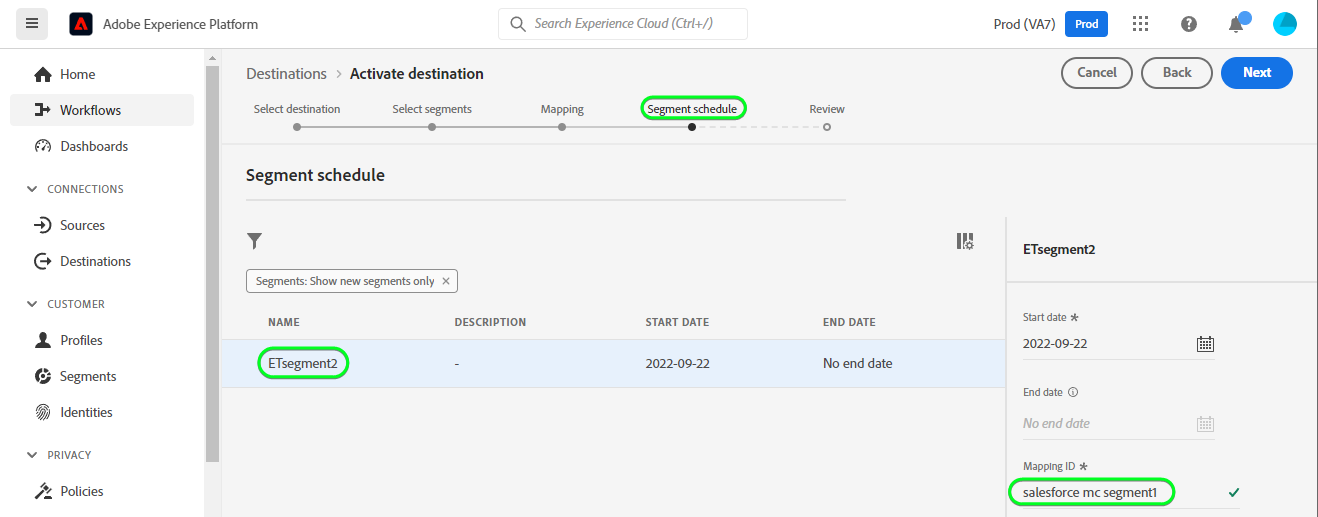 Adobe Experience Platform
Search Experience Cloud (Ctrl+/)
Prod (VA7)
Prod
Home
Workflows
Dashboards
CONNECTIONS
Sources
Destinations
CUSTOMER
Profiles
Segments
Identities
PRIVACY
Policies
Destinations > Activate destination
Cancel
Back
Next
Select destination
Select segments
Mapping
Segment schedule
Review
Segment schedule
Segments: Show new segments only ×
NAME DESCRIPTION START DATE END DATE
ETsegment2 - 2022-09-22 No end date
ETsegment2
Start date *
2022-09-22
End date
No end date
Mapping ID *
salesforce mc segment1